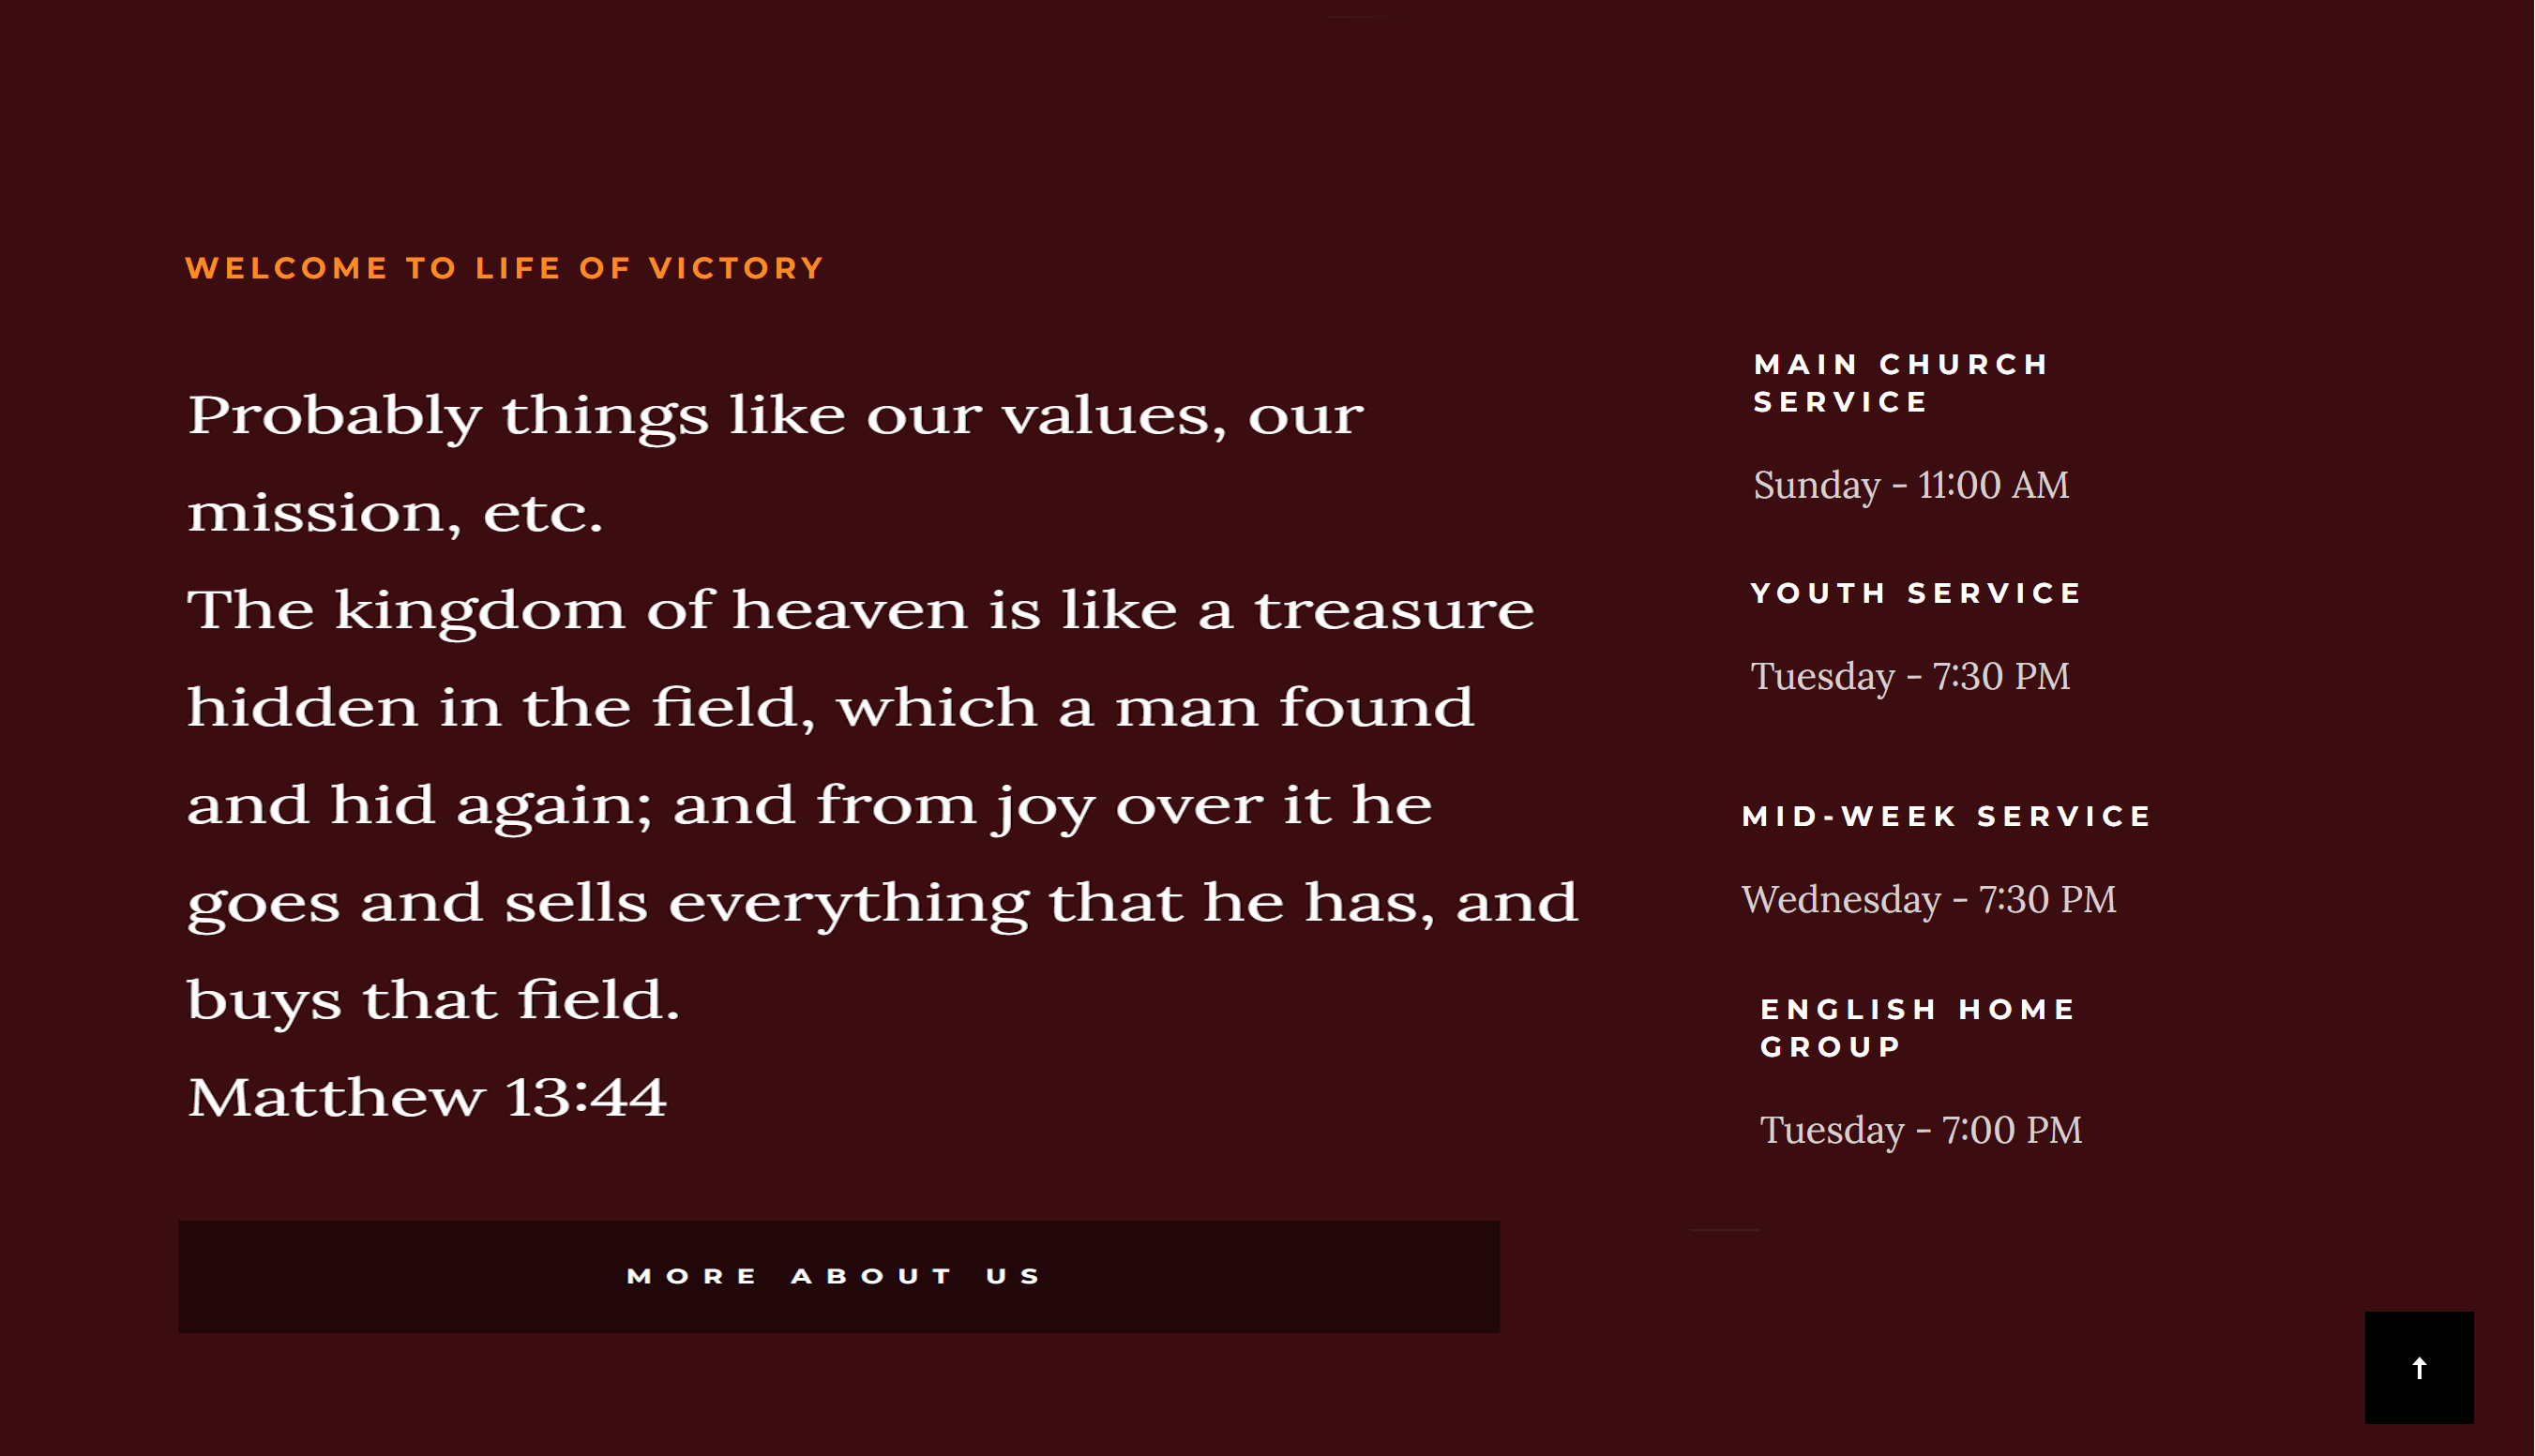 WELCOME TO LIFE OF VICTORY
Probably things like our values, our
mission, etc.
The kingdom of heaven is like a treasure
hidden in the field, which a man found
and hid again; and from joy over it he
goes and sells everything that he has, and
buys that field.
Matthew 13:44
MORE ABOUT US
MAIN CHURCH
SERVICE
Sunday - 11:00 AM
YOUTH SERVICE
Tuesday - 7:30 PM
MID-WEEK SERVICE
Wednesday - 7:30 PM
ENGLISH HOME
GROUP
Tuesday - 7:00 PM